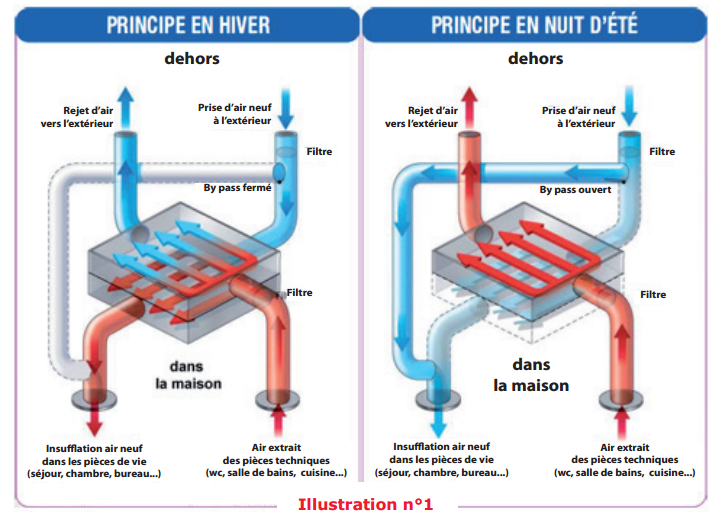 PRINCIPE EN HIVER
dehors
Rejet d'air
vers l'extérieur
Prise d'air neuf
à l'extérieur
Filtre
By pass fermé
Filtre
dans
la maison
Insufflation air neuf
dans les pièces de vie
(séjour, chambre, bureau...)
Air extrait
des pièces techniques
(wc, salle de bains, cuisine...)
PRINCIPE EN NUIT D'ÉTÉ
dehors
Rejet d'air
vers l'extérieur
Prise d'air neuf
à l'extérieur
Filtre
By pass ouvert
Filtre
dans
la maison
Insufflation air neuf
dans les pièces de vie
(séjour, chambre, bureau...)
Air extrait
des pièces techniques
(wc, salle de bains, cuisine...)
Illustration n°1